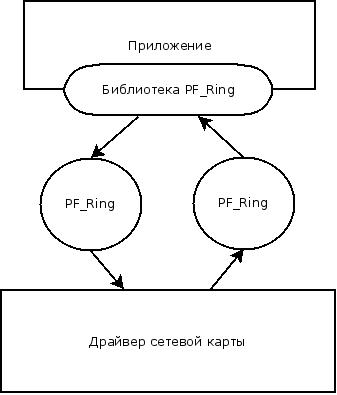 Приложение
Библиотека PF_Ring
PF_Ring
PF_Ring
Драйвер сетевой карты